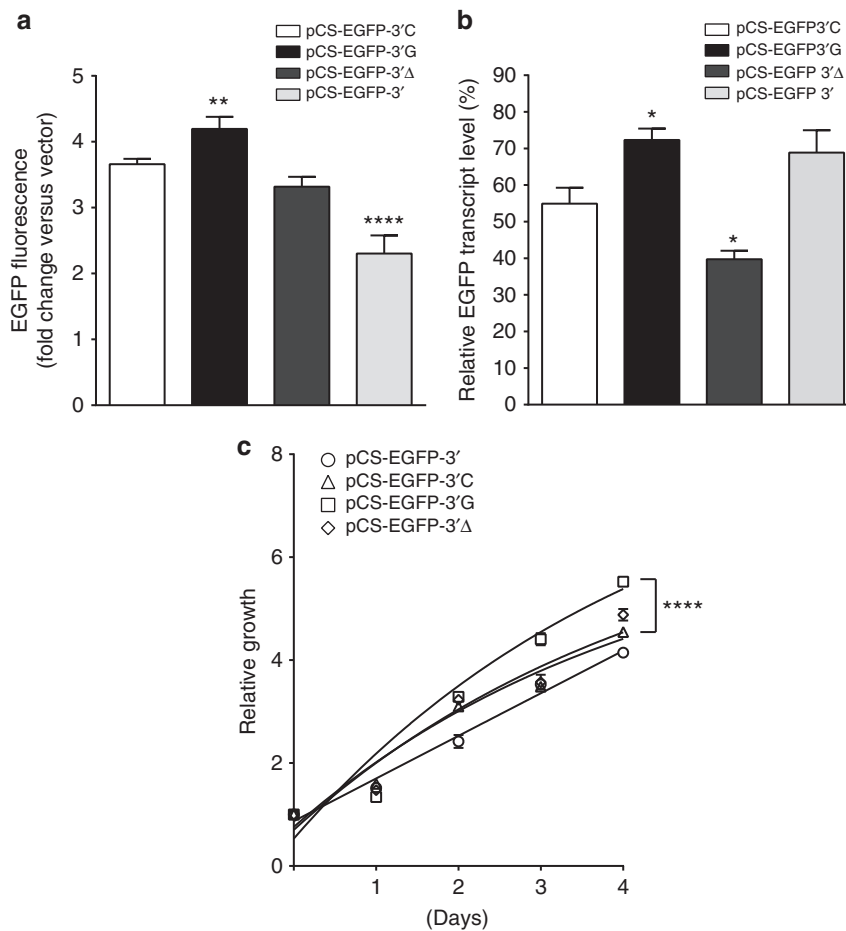 a
pCS-EGFP-3′C
pCS-EGFP-3′G
pCS-EGFP-3′Δ
pCS-EGFP-3′
EGFP fluorescence
(fold change versus vector)
5
4
3
2
1
0
**
****
b
pCS-EGFP3′C
pCS-EGFP3′G
pCS-EGFP 3′Δ
pCS-EGFP 3′
Relative EGFP transcript level (%)
90
80
70
60
50
40
30
20
10
0
*
*
c
pCS-EGFP-3′
pCS-EGFP-3′C
pCS-EGFP-3′G
pCS-EGFP-3′Δ
Relative growth
8
6
4
2
0
****
1
2
3
4
(Days)